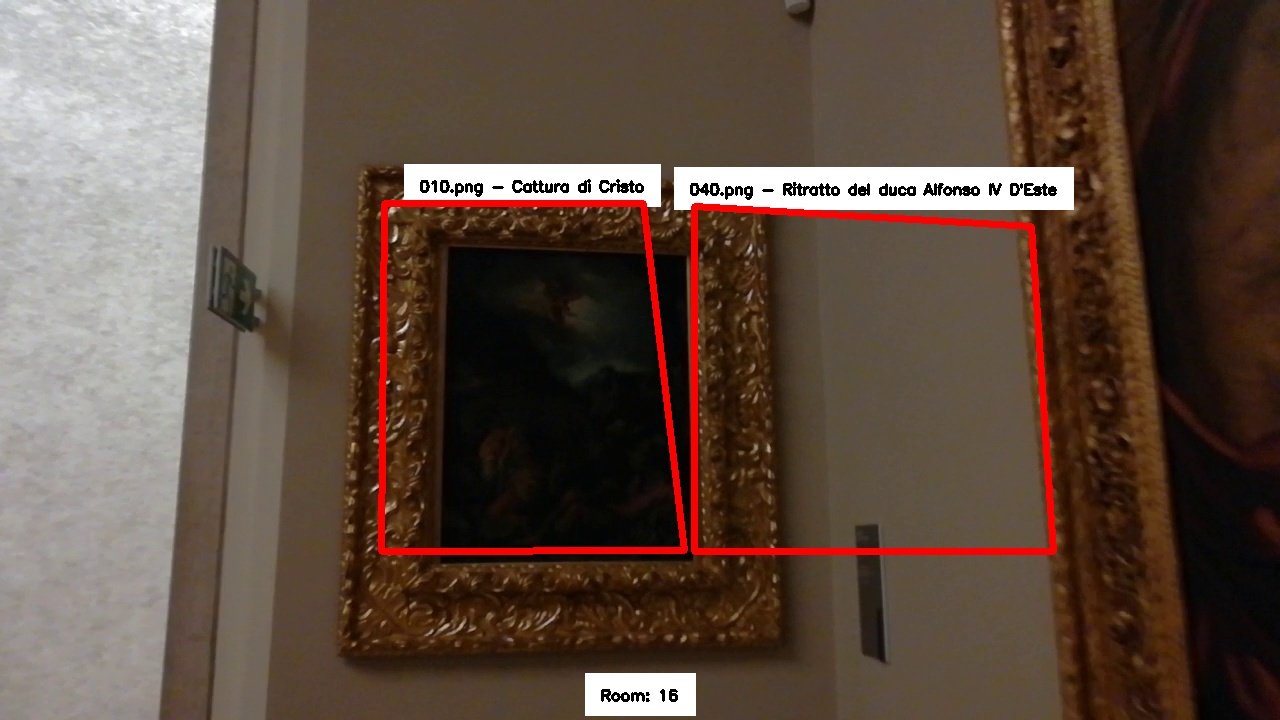 010.png - Cattura di Cristo
040.png - Ritratto del duca Alfonso IV D'Este
Room: 16